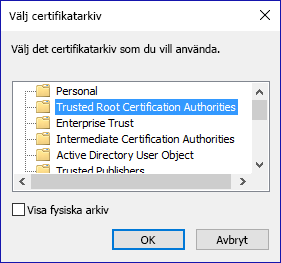 Välj certifikatarkiv
Välj det certifikatarkiv som du vill använda.
Personal
Trusted Root Certification Authorities
Enterprise Trust
Intermediate Certification Authorities
Active Directory User Object
Trusted Publishers
Visa fysiska arkiv
OK
Avbryt